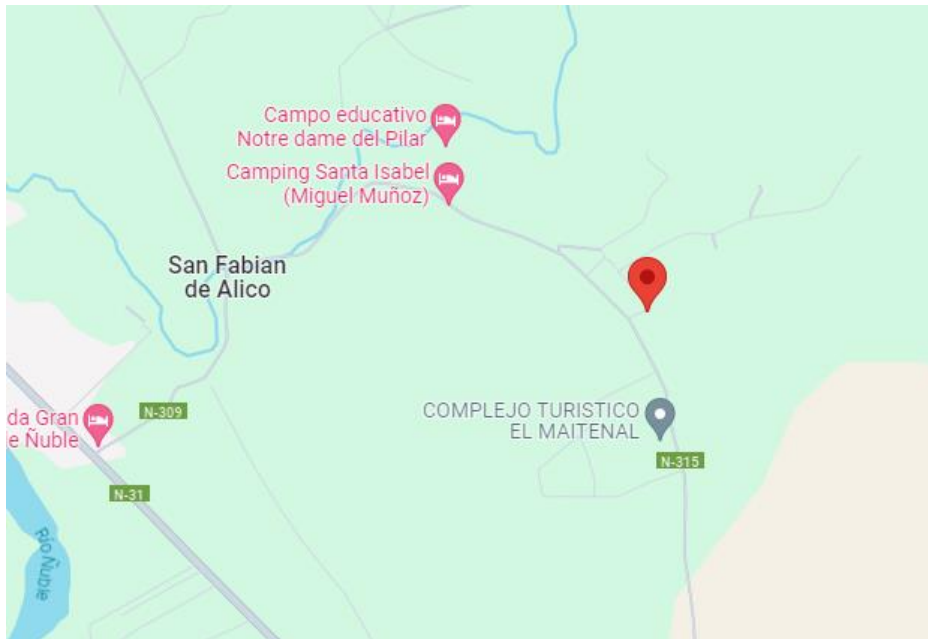 Campo educativo
Notre dame del Pilar
Camping Santa Isabel
(Miguel Muñoz)
San Fabian
de Alico
COMPLEJO TURISTICO
EL MAITENAL
N-309
da Gran
e Ñuble
N-315
N-31
Río Ñuble